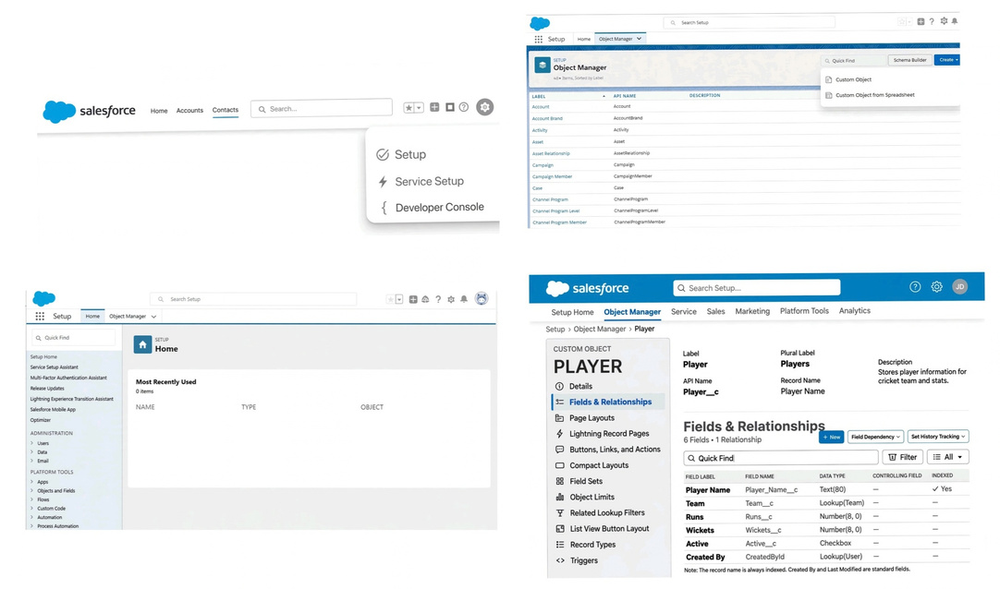 salesforce
Home Accounts Contacts Search...
Setup
Service Setup
Developer Console
Search Setup
Setup Home Object Manager
SETUP
Object Manager
Quick Find Schema Builder Create
Custom Object
Custom Object from Spreadsheet
LABEL API NAME DESCRIPTION
Account Account
Account Brand AccountBrand
Activity Activity
Asset Asset
Asset Relationship AssetRelationship
Campaign Campaign
Campaign Member CampaignMember
Case Case
Channel Program ChannelProgram
Channel Program Level ChannelProgramLevel
Channel Program Member ChannelProgramMember
Search Setup
Setup Home Object Manager
Quick Find
Setup Home
Service Setup Assistant
Multi-Factor Authentication Assistant
Release Updates
Lightning Experience Transition Assistant
Salesforce Mobile App
Optimizer
ADMINISTRATION
> Users
> Data
> Email
PLATFORM TOOLS
> Apps
> Objects and Fields
> Flows
> Custom Code
> Automation
> Process Automation
SETUP
Home
Most Recently Used
0 items
NAME TYPE OBJECT
salesforce
Search Setup... JD
Setup Home Object Manager Service Sales Marketing Platform Tools Analytics
Setup > Object Manager > Player
CUSTOM OBJECT
PLAYER
Details
Fields & Relationships
Page Layouts
Lightning Record Pages
Buttons, Links, and Actions
Compact Layouts
Field Sets
Object Limits
Related Lookup Filters
List View Button Layout
Record Types
<> Triggers
Label
Player
API Name
Player__c
Plural Label
Players
Record Name
Player Name
Description
Stores player information for
cricket team and stats.
Fields & Relationships
6 Fields • 1 Relationship
+ New Field Dependency Set History Tracking
Quick Find Filter All
FIELD LABEL FIELD NAME DATA TYPE CONTROLLING FIELD INDEXED
Player Name Player_Name__c Text(80) — ✓ Yes
Team Team__c Lookup(Team) — —
Runs Runs__c Number(8, 0) — —
Wickets Wickets__c Number(8, 0) — —
Active Active__c Checkbox — —
Created By CreatedById Lookup(User) — —
Note: The record name is always indexed. Created By and Last Modified are standard fields.